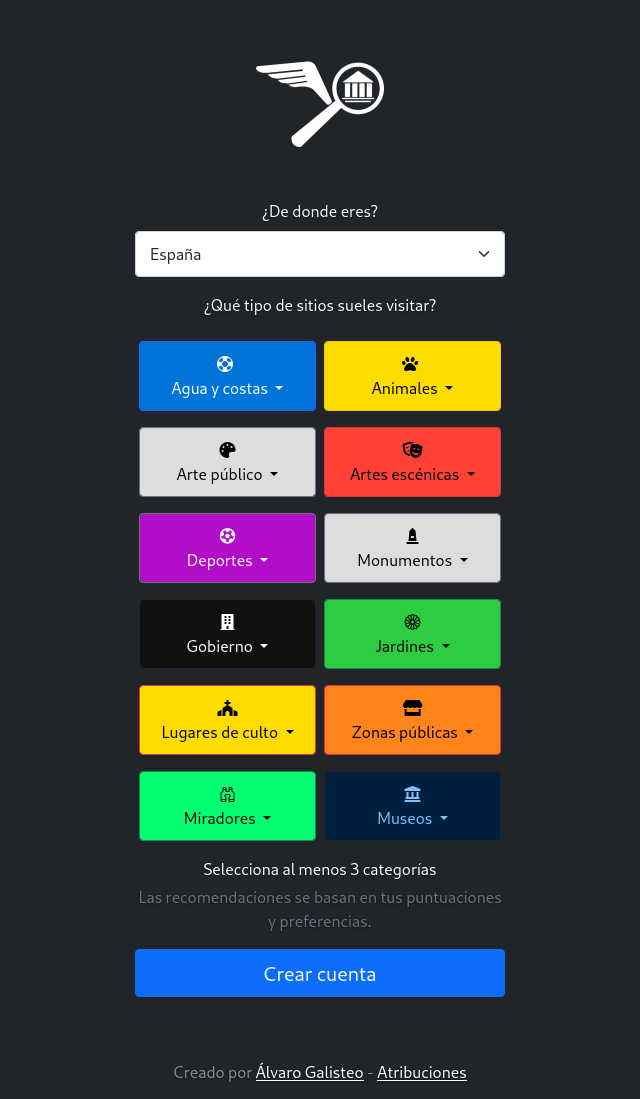 ¿De donde eres?
España
¿Qué tipo de sitios sueles visitar?
Agua y costas
Animales
Arte público
Artes escénicas
Deportes
Monumentos
Gobierno
Jardines
Lugares de culto
Zonas públicas
Miradores
Museos
Selecciona al menos 3 categorías
Las recomendaciones se basan en tus puntuaciones
y preferencias.
Crear cuenta
Creado por Álvaro Galisteo - Atribuciones